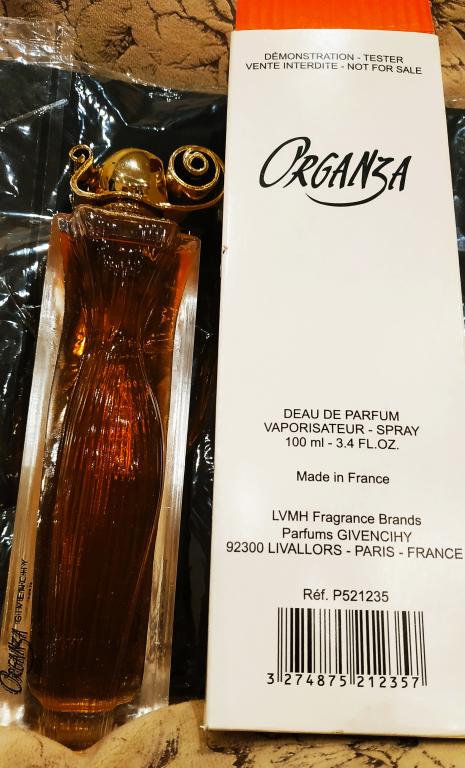 DÉMONSTRATION - TESTER
VENTE INTERDITE - NOT FOR SALE
ORGANZA
DEAU DE PARFUM
VAPORISATEUR - SPRAY
100 ml - 3.4 FL.OZ.
Made in France
LVMH Fragrance Brands
Parfums GIVENCIHY
92300 LIVALLORS - PARIS - FRANCE
Réf. P521235
3 274875 212357
ORGANZA GIVENCHY